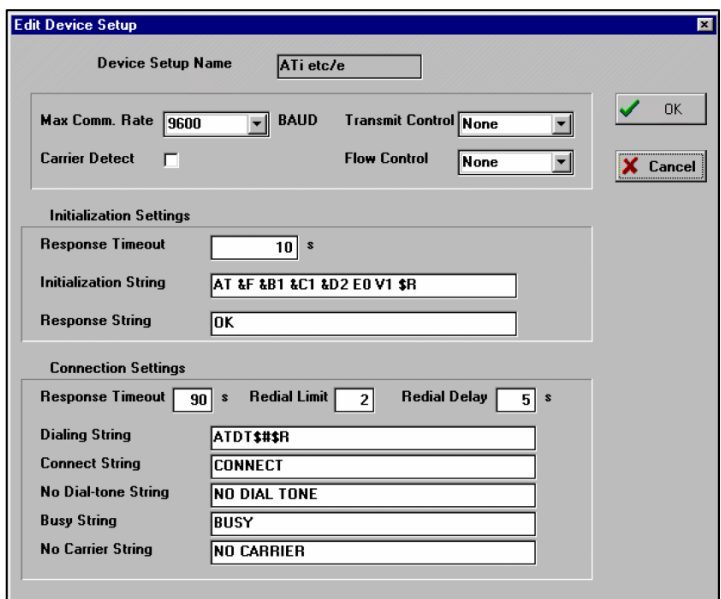 Edit Device Setup
Device Setup Name ATi etc/e
Max Comm. Rate 9600 BAUD Transmit Control None
OK
Carrier Detect Flow Control None
Cancel
Initialization Settings
Response Timeout 10 s
Initialization String AT &F &B1 &C1 &D2 E0 V1 $R
Response String OK
Connection Settings
Response Timeout 90 s Redial Limit 2 Redial Delay 5 s
Dialing String ATDT$#$R
Connect String CONNECT
No Dial-tone String NO DIAL TONE
Busy String BUSY
No Carrier String NO CARRIER